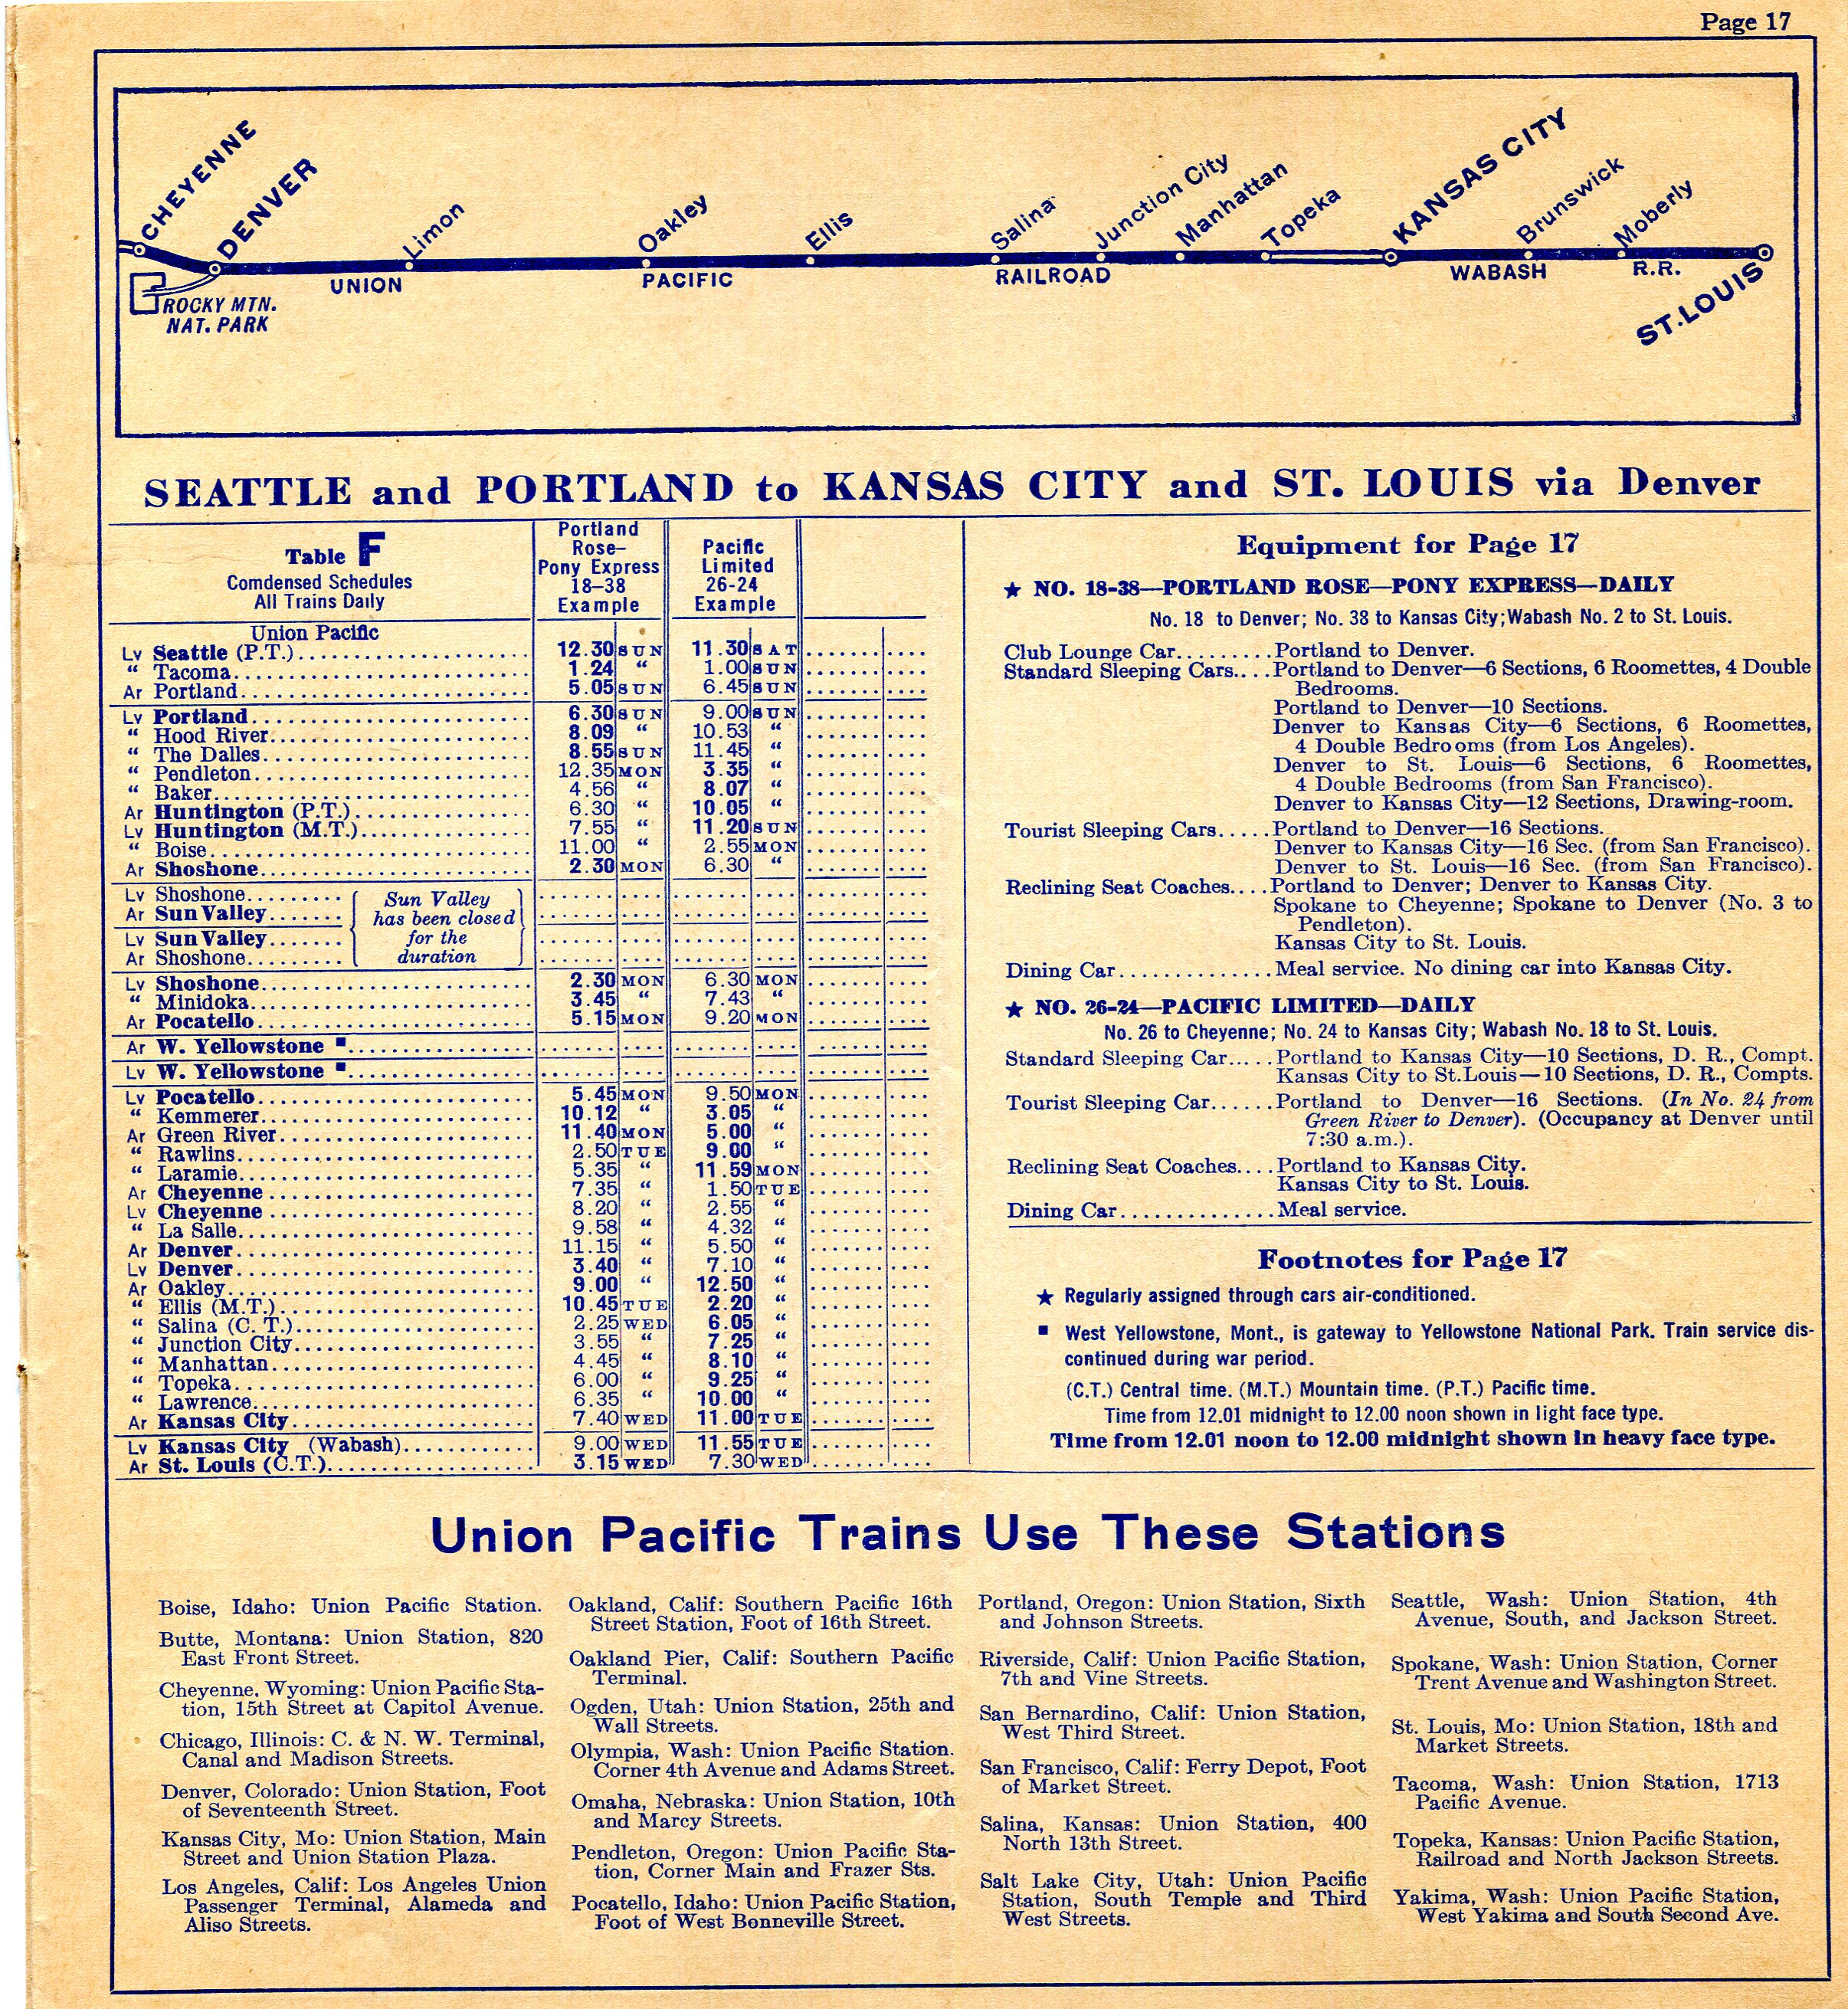 Page 17
CHEYENNE
DENVER
Limon
Oakley
Ellis
Salina
Junction City
Manhattan
Topeka
KANSAS CITY
Brunswick
Moberly
ST. LOUIS
UNION
PACIFIC
RAILROAD
WABASH
R.R.
ROCKY MTN.
NAT. PARK
SEATTLE and PORTLAND to KANSAS CITY and ST. LOUIS via Denver
Table F
Comdensed Schedules
All Trains Daily
Portland
Rose—
Pony Express
18–38
Example
Pacific
Limited
26-24
Example
Union Pacific
Lv Seattle (P.T.) 12.30 SUN 11.30 SAT
“ Tacoma 1.24 “ 1.00 SUN
Ar Portland 5.05 SUN 6.45 SUN
Lv Portland 6.30 SUN 9.00 SUN
“ Hood River 8.09 “ 10.53 “
“ The Dalles 8.55 SUN 11.45 “
“ Pendleton 12.35 MON 3.35 “
“ Baker 4.56 “ 8.07 “
Ar Huntington (P.T.) 6.30 “ 10.05 “
Lv Huntington (M.T.) 7.55 “ 11.20 SUN
“ Boise 11.00 “ 2.55 MON
Ar Shoshone 2.30 MON 6.30 “
Lv Shoshone
Ar Sun Valley
Lv Sun Valley
Ar Shoshone
Sun Valley
has been closed
for the
duration
Lv Shoshone 2.30 MON 6.30 MON
“ Minidoka 3.45 “ 7.43 “
Ar Pocatello 5.15 MON 9.20 MON
Ar W. Yellowstone ■
Lv W. Yellowstone ■
Lv Pocatello 5.45 MON 9.50 MON
“ Kemmerer 10.12 “ 3.05 “
Ar Green River 11.40 MON 5.00 “
“ Rawlins 2.50 TUE 9.00 “
“ Laramie 5.35 “ 11.59 MON
Ar Cheyenne 7.35 “ 1.50 TUE
Lv Cheyenne 8.20 “ 2.55 “
“ La Salle 9.58 “ 4.32 “
Ar Denver 11.15 “ 5.50 “
Lv Denver 3.40 “ 7.10 “
Ar Oakley 9.00 “ 12.50 “
“ Ellis (M.T.) 10.45 TUE 2.20 “
“ Salina (C.T.) 2.25 WED 6.05 “
“ Junction City 3.55 “ 7.25 “
“ Manhattan 4.45 “ 8.10 “
“ Topeka 6.00 “ 9.25 “
“ Lawrence 6.35 “ 10.00 “
Ar Kansas City 7.40 WED 11.00 TUE
Lv Kansas City (Wabash) 9.00 WED 11.55 TUE
Ar St. Louis (C.T.) 3.15 WED 7.30 WED
Equipment for Page 17
★ NO. 18-38—PORTLAND ROSE—PONY EXPRESS—DAILY
No. 18 to Denver; No. 38 to Kansas City; Wabash No. 2 to St. Louis.
Club Lounge Car.........Portland to Denver.
Standard Sleeping Cars....Portland to Denver—6 Sections, 6 Roomettes, 4 Double
Bedrooms.
Portland to Denver—10 Sections.
Denver to Kansas City—6 Sections, 6 Roomettes,
4 Double Bedrooms (from Los Angeles).
Denver to St. Louis—6 Sections, 6 Roomettes,
4 Double Bedrooms (from San Francisco).
Denver to Kansas City—12 Sections, Drawing-room.
Tourist Sleeping Cars.....Portland to Denver—16 Sections.
Denver to Kansas City—16 Sec. (from San Francisco).
Denver to St. Louis—16 Sec. (from San Francisco).
Reclining Seat Coaches....Portland to Denver; Denver to Kansas City.
Spokane to Cheyenne; Spokane to Denver (No. 3 to
Pendleton).
Kansas City to St. Louis.
Dining Car..............Meal service. No dining car into Kansas City.
★ NO. 26-24—PACIFIC LIMITED—DAILY
No. 26 to Cheyenne; No. 24 to Kansas City; Wabash No. 18 to St. Louis.
Standard Sleeping Car.....Portland to Kansas City—10 Sections, D. R., Compt.
Kansas City to St. Louis—10 Sections, D. R., Compts.
Tourist Sleeping Car......Portland to Denver—16 Sections. (In No. 24 from
Green River to Denver). (Occupancy at Denver until
7:30 a.m.).
Reclining Seat Coaches....Portland to Kansas City.
Kansas City to St. Louis.
Dining Car..............Meal service.
Footnotes for Page 17
★ Regularly assigned through cars air-conditioned.
■ West Yellowstone, Mont., is gateway to Yellowstone National Park. Train service dis-
continued during war period.
(C.T.) Central time. (M.T.) Mountain time. (P.T.) Pacific time.
Time from 12.01 midnight to 12.00 noon shown in light face type.
Time from 12.01 noon to 12.00 midnight shown in heavy face type.
Union Pacific Trains Use These Stations
Boise, Idaho: Union Pacific Station.
Butte, Montana: Union Station, 820
East Front Street.
Cheyenne, Wyoming: Union Pacific Sta-
tion, 15th Street at Capitol Avenue.
Chicago, Illinois: C. & N. W. Terminal,
Canal and Madison Streets.
Denver, Colorado: Union Station, Foot
of Seventeenth Street.
Kansas City, Mo: Union Station, Main
Street and Union Station Plaza.
Los Angeles, Calif: Los Angeles Union
Passenger Terminal, Alameda and
Aliso Streets.
Oakland, Calif: Southern Pacific 16th
Street Station, Foot of 16th Street.
Oakland Pier, Calif: Southern Pacific
Terminal.
Ogden, Utah: Union Station, 25th and
Wall Streets.
Olympia, Wash: Union Pacific Station.
Corner 4th Avenue and Adams Street.
Omaha, Nebraska: Union Station, 10th
and Marcy Streets.
Pendleton, Oregon: Union Pacific Sta-
tion, Corner Main and Frazer Sts.
Pocatello, Idaho: Union Pacific Station,
Foot of West Bonneville Street.
Portland, Oregon: Union Station, Sixth
and Johnson Streets.
Riverside, Calif: Union Pacific Station,
7th and Vine Streets.
San Bernardino, Calif: Union Station,
West Third Street.
San Francisco, Calif: Ferry Depot, Foot
of Market Street.
Salina, Kansas: Union Station, 400
North 13th Street.
Salt Lake City, Utah: Union Pacific
Station, South Temple and Third
West Streets.
Seattle, Wash: Union Station, 4th
Avenue, South, and Jackson Street.
Spokane, Wash: Union Station, Corner
Trent Avenue and Washington Street.
St. Louis, Mo: Union Station, 18th and
Market Streets.
Tacoma, Wash: Union Station, 1713
Pacific Avenue.
Topeka, Kansas: Union Pacific Station,
Railroad and North Jackson Streets.
Yakima, Wash: Union Pacific Station,
West Yakima and South Second Ave.